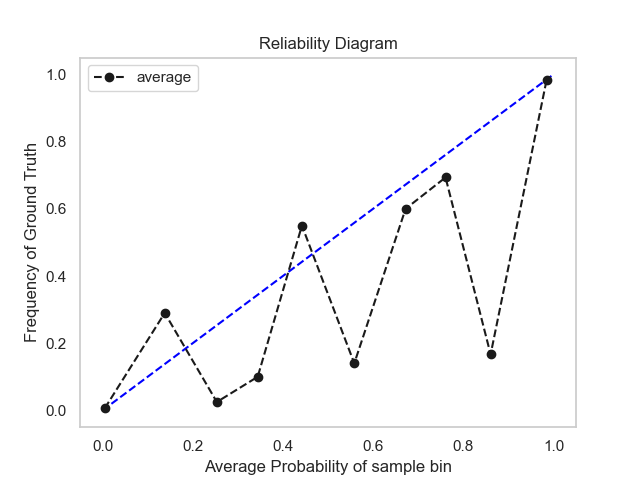 Reliability Diagram
average
Frequency of Ground Truth
1.0
0.8
0.6
0.4
0.2
0.0
0.0 0.2 0.4 0.6 0.8 1.0
Average Probability of sample bin